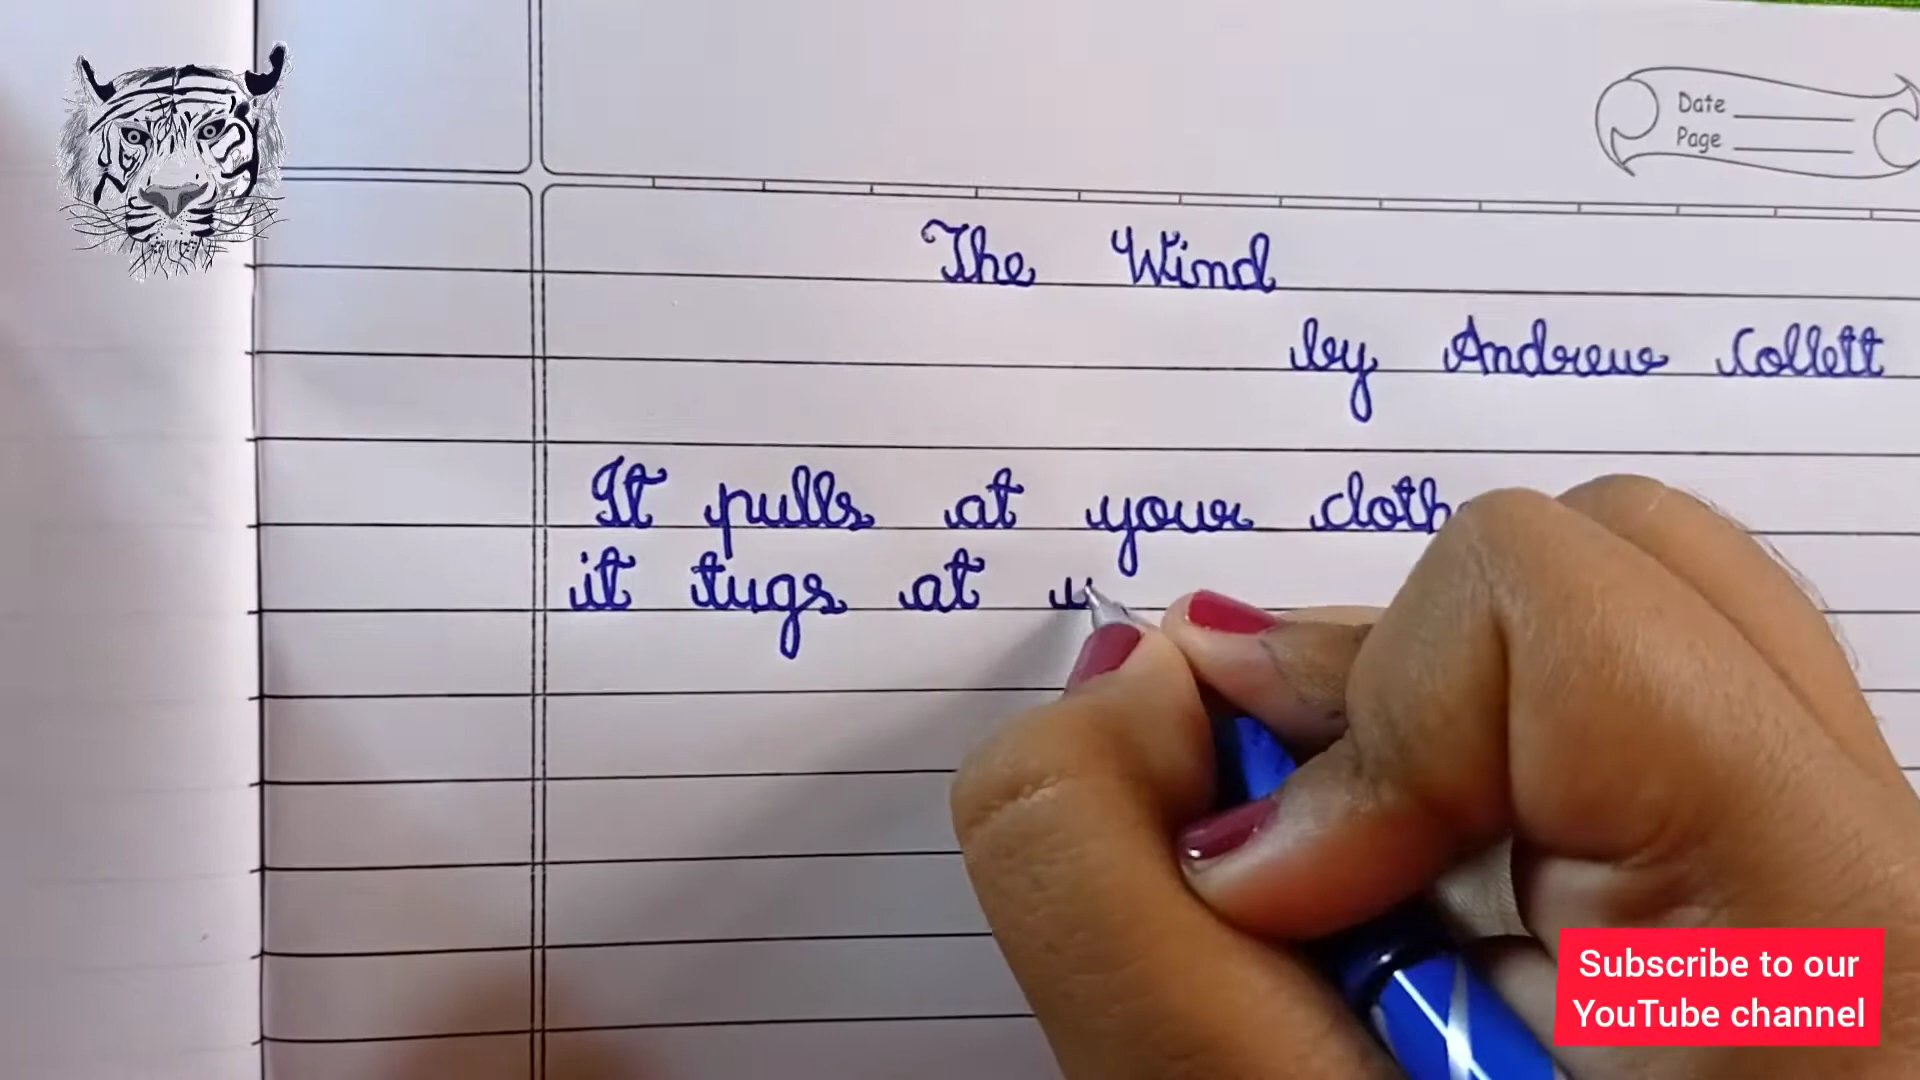 Date
Page
The Wind
by Andrew Collett
It pulls at your
it tugs at
Subscribe to our
YouTube channel